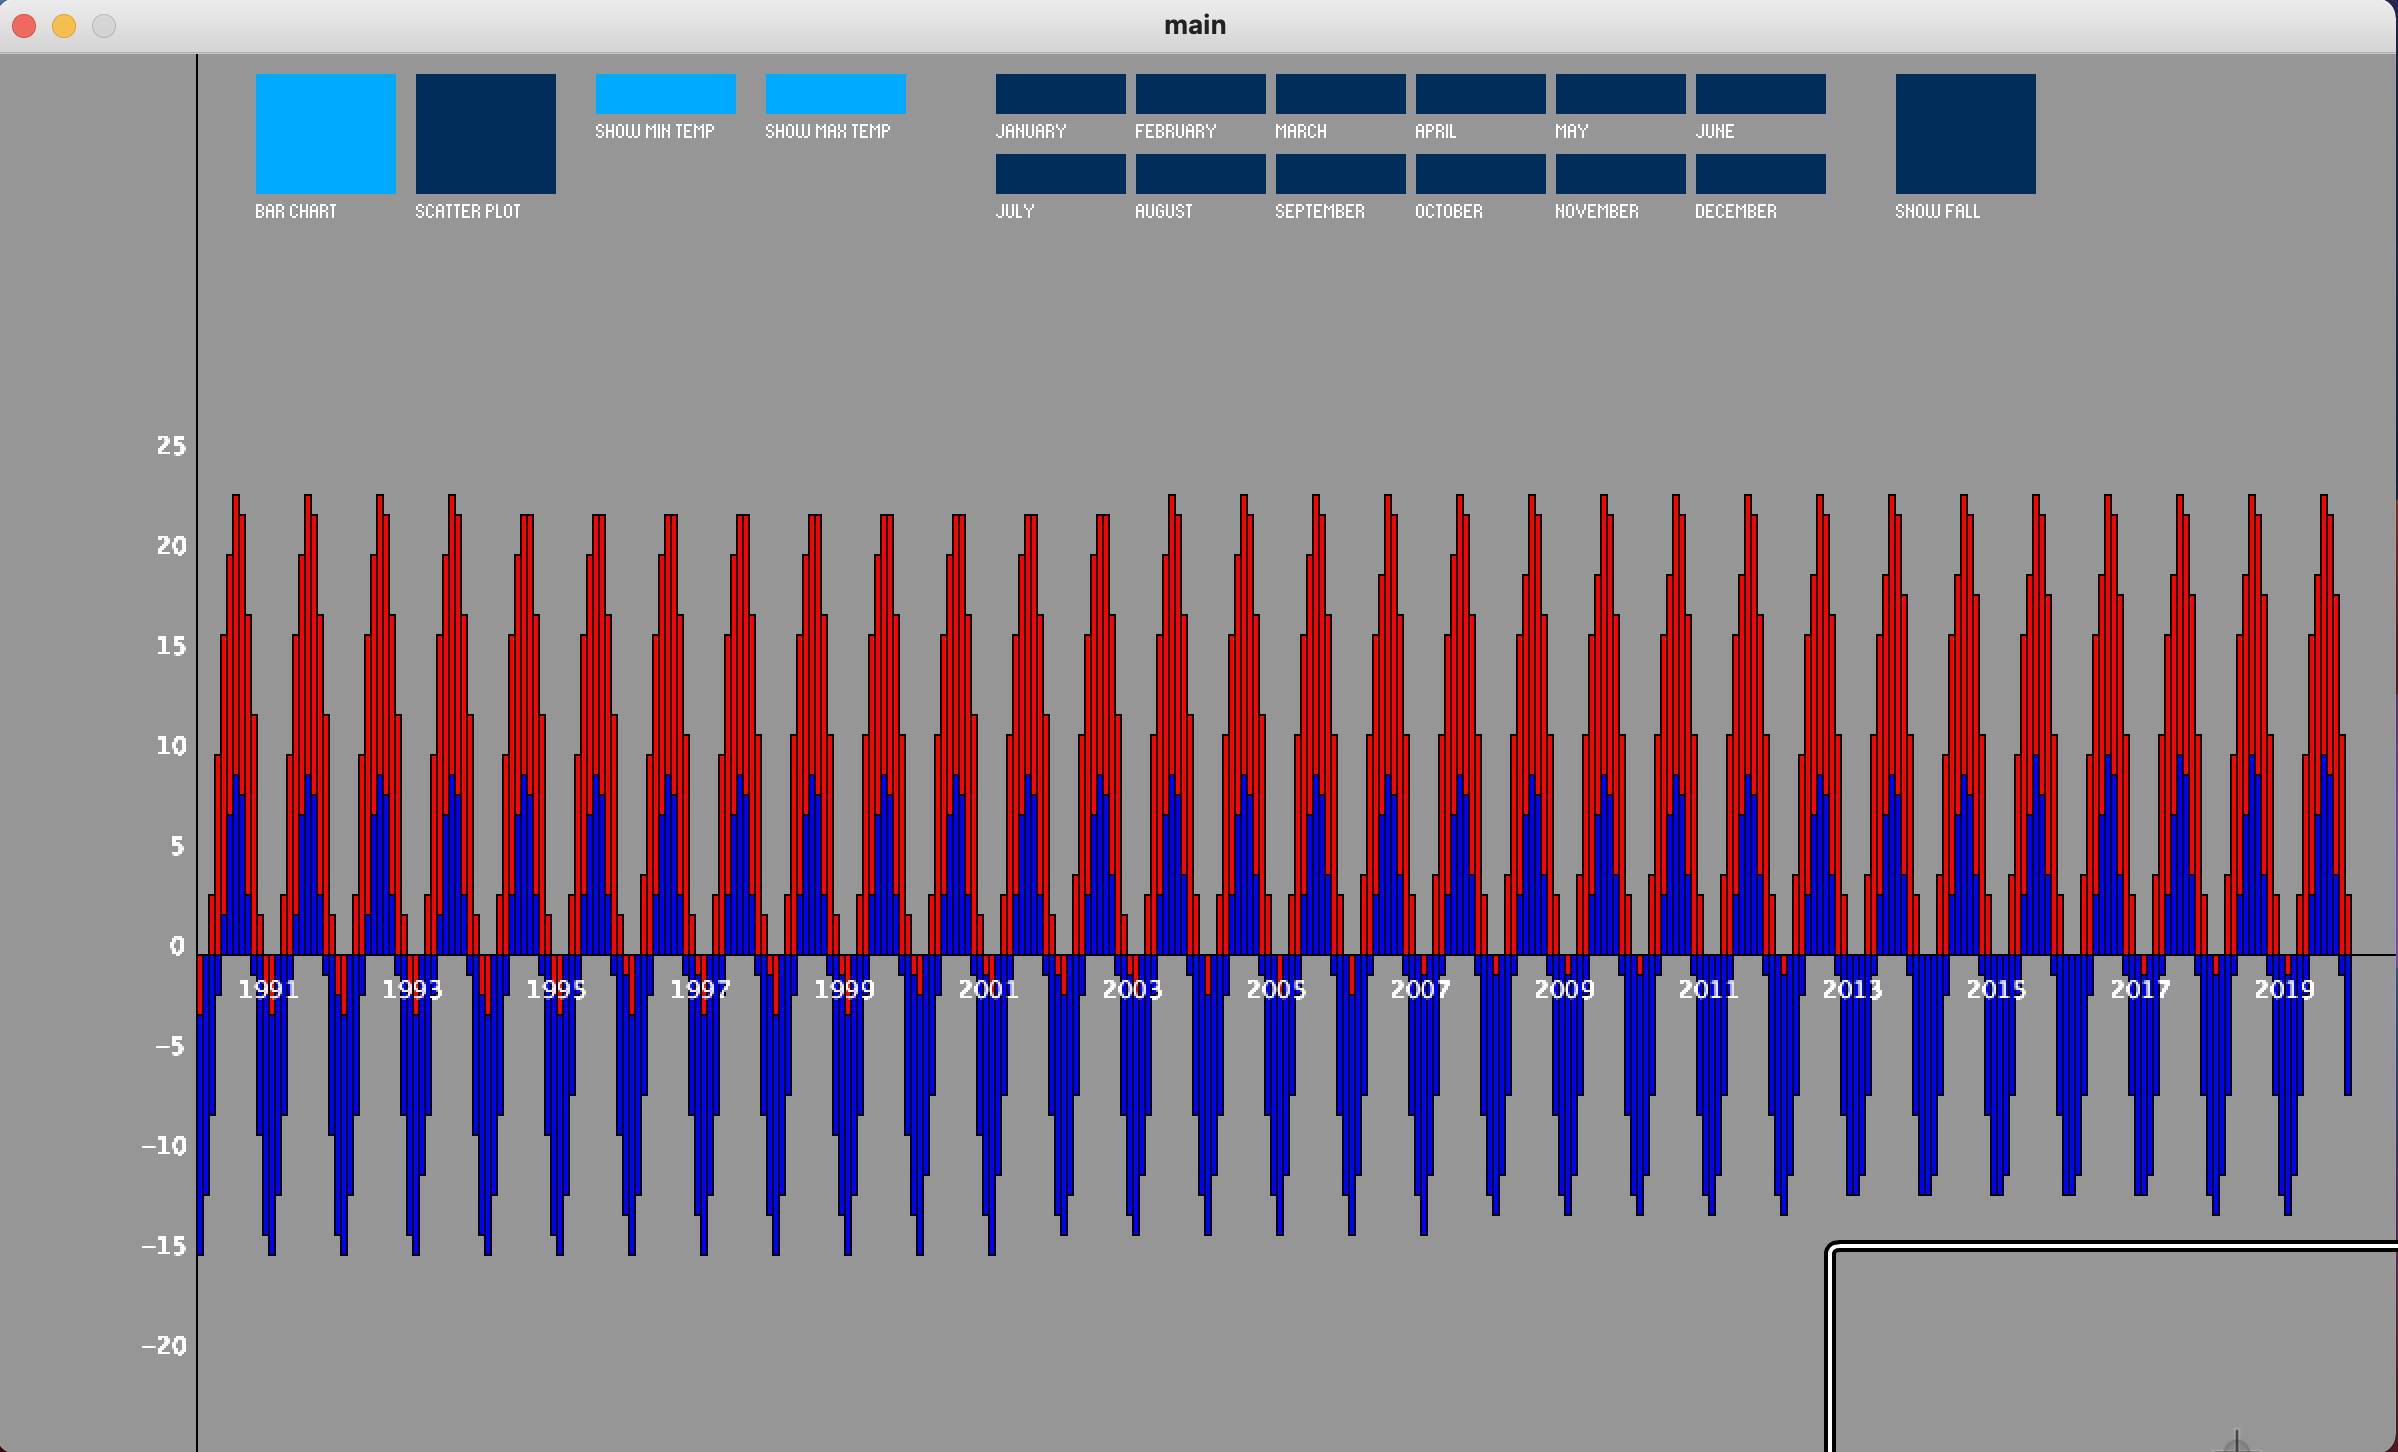 main
SHOW MIN TEMP SHOW MAX TEMP JANUARY FEBRUARY MARCH APRIL MAY JUNE
BAR CHART SCATTER PLOT JULY AUGUST SEPTEMBER OCTOBER NOVEMBER DECEMBER SNOW FALL
25
20
15
10
5
0
1991 1993 1995 1997 1999 2001 2003 2005 2007 2009 2011 2013 2015 2017 2019
-5
-10
-15
-20